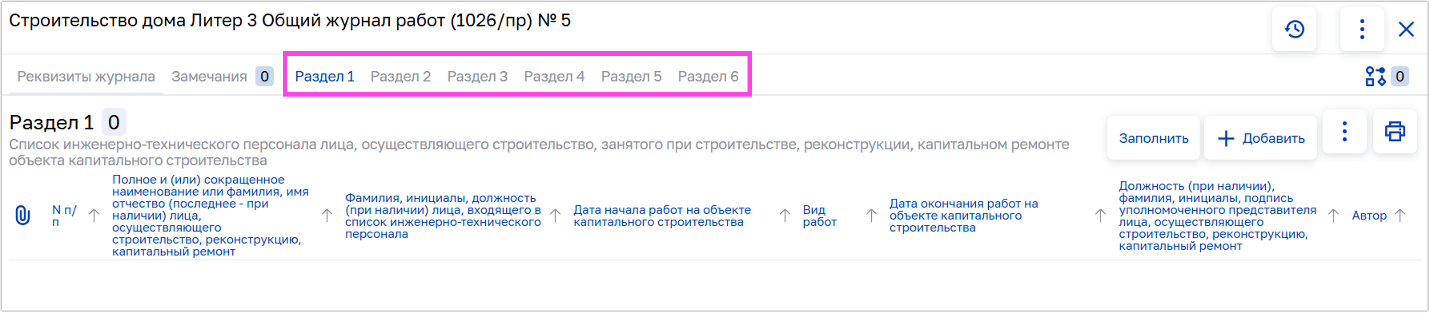 Строительство дома Литер 3 Общий журнал работ (1026/пр) № 5
Реквизиты журнала Замечания 0 Раздел 1 Раздел 2 Раздел 3 Раздел 4 Раздел 5 Раздел 6 0
Раздел 1 0
Заполнить + Добавить
Список инженерно-технического персонала лица, осуществляющего строительство, занятого при строительстве, реконструкции, капитальном ремонте
объекта капитального строительства
N п/
п
Полное и (или) сокращенное
наименование или фамилия, имя
отчество (последнее - при
наличии) лица,
осуществляющего
строительство, реконструкцию,
капитальный ремонт
Фамилия, инициалы, должность
(при наличии) лица, входящего в
список инженерно-технического
персонала
Дата начала работ на объекте
капитального строительства
Вид
работ
Дата окончания работ на
объекте капитального
строительства
Должность (при наличии),
фамилия, инициалы, подпись
уполномоченного представителя
лица, осуществляющего
строительство, реконструкцию,
капитальный ремонт
Автор